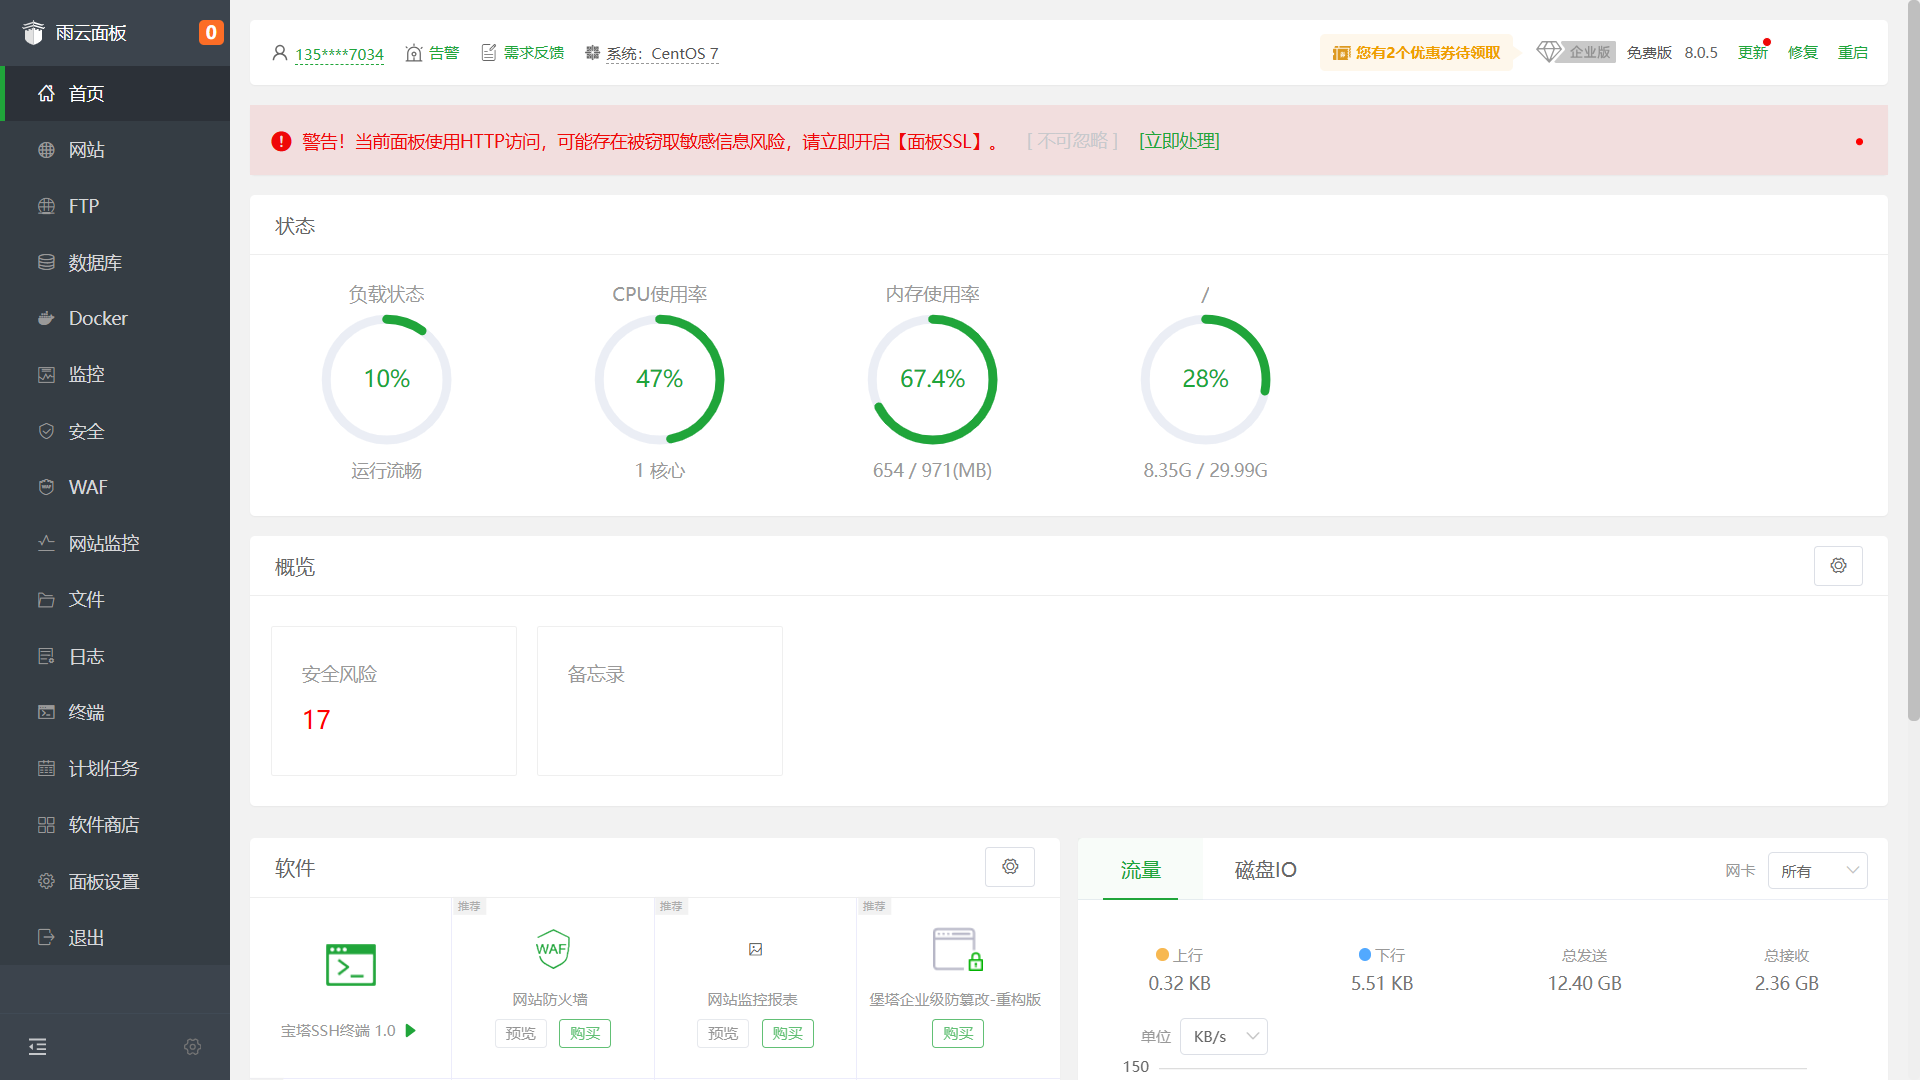 雨云面板
0
首页
网站
FTP
数据库
Docker
监控
安全
WAF
网站监控
文件
日志
终端
计划任务
软件商店
面板设置
退出
135****7034 告警 需求反馈 系统：CentOS 7
您有2个优惠券待领取 企业版 免费版 8.0.5 更新 修复 重启
警告！当前面板使用HTTP访问，可能存在被窃取敏感信息风险，请立即开启【面板SSL】。 [ 不可忽略 ] [立即处理]
状态
负载状态 CPU使用率 内存使用率 /
10% 47% 67.4% 28%
运行流畅 1 核心 654 / 971(MB) 8.35G / 29.99G
概览
安全风险 备忘录
17
软件
推荐 推荐 推荐
WAF
网站防火墙 网站监控报表 堡塔企业级防篡改-重构版
宝塔SSH终端 1.0
预览 购买 预览 购买 购买
流量 磁盘IO 网卡 所有
上行 下行 总发送 总接收
0.32 KB 5.51 KB 12.40 GB 2.36 GB
单位 KB/s
150